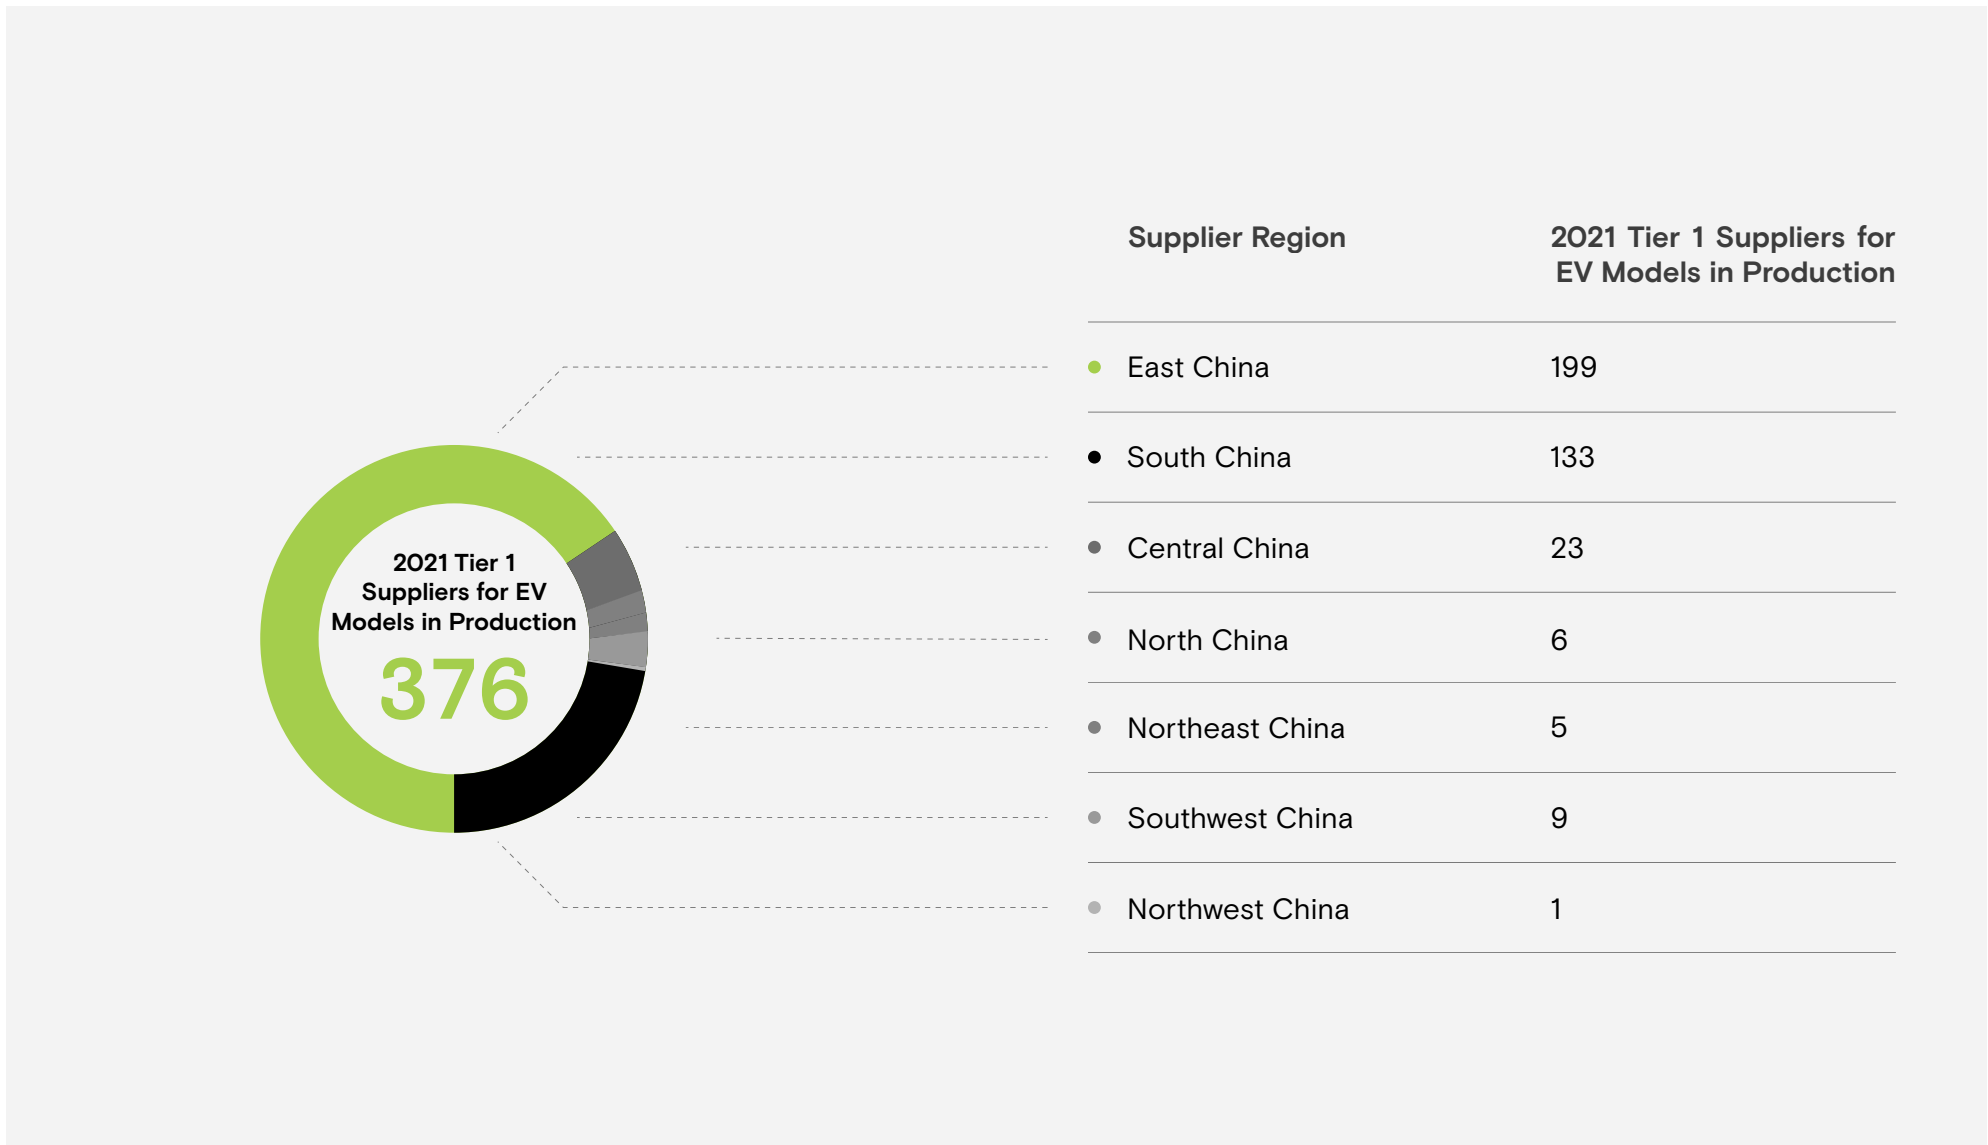 2021 Tier 1
Suppliers for EV
Models in Production
376
Supplier Region
2021 Tier 1 Suppliers for
EV Models in Production
East China
199
South China
133
Central China
23
North China
6
Northeast China
5
Southwest China
9
Northwest China
1